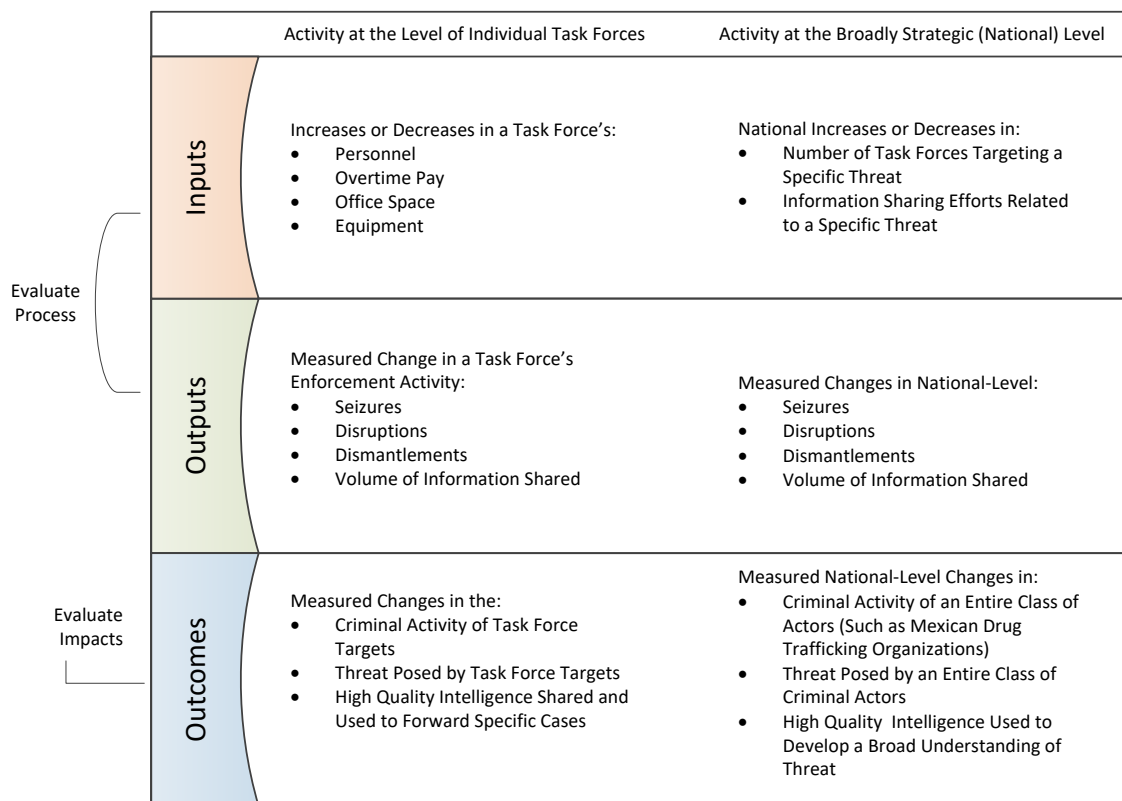 Activity at the Level of Individual Task Forces
Activity at the Broadly Strategic (National) Level
Evaluate
Process
Inputs
Increases or Decreases in a Task Force's:
• Personnel
• Overtime Pay
• Office Space
• Equipment
National Increases or Decreases in:
• Number of Task Forces Targeting a
Specific Threat
• Information Sharing Efforts Related
to a Specific Threat
Outputs
Measured Change in a Task Force's
Enforcement Activity:
• Seizures
• Disruptions
• Dismantlements
• Volume of Information Shared
Measured Changes in National-Level:
• Seizures
• Disruptions
• Dismantlements
• Volume of Information Shared
Evaluate
Impacts
Outcomes
Measured Changes in the:
• Criminal Activity of Task Force
Targets
• Threat Posed by Task Force Targets
• High Quality Intelligence Shared and
Used to Forward Specific Cases
Measured National-Level Changes in:
• Criminal Activity of an Entire Class of
Actors (Such as Mexican Drug
Trafficking Organizations)
• Threat Posed by an Entire Class of
Criminal Actors
• High Quality Intelligence Used to
Develop a Broad Understanding of
Threat